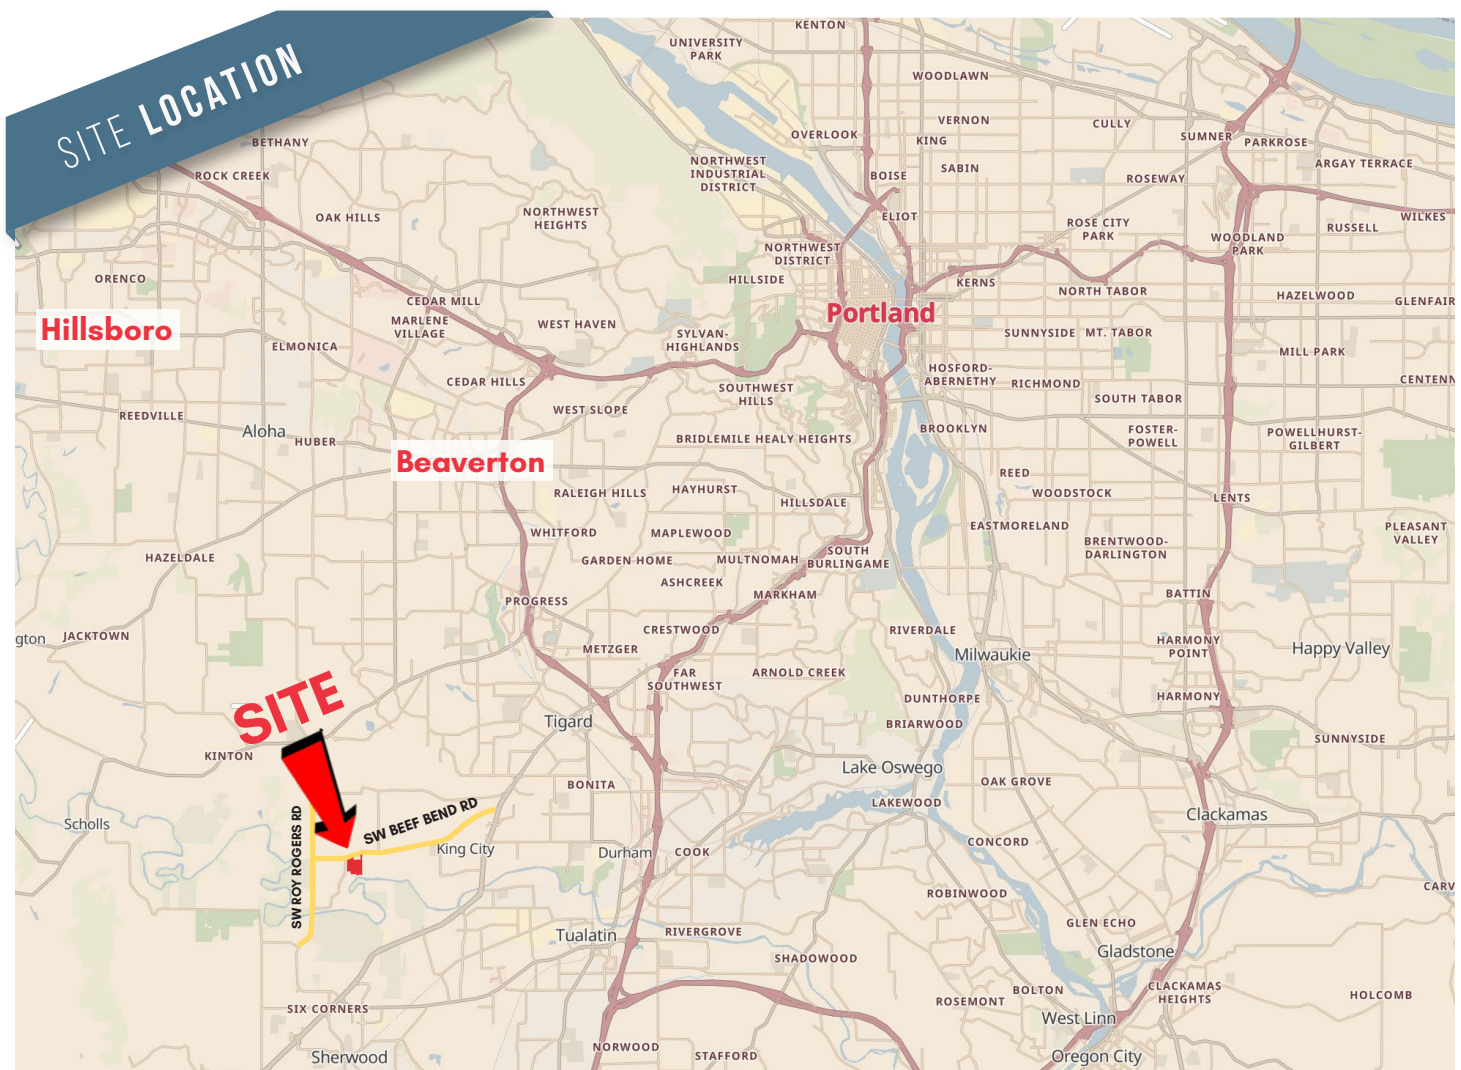 SITE LOCATION
KENTON
UNIVERSITY
PARK
WOODLAWN
VERNON
CULLY
OVERLOOK
KING
SUMNER
PARKROSE
BETHANY
ARGAY TERRACE
NORTHWEST
INDUSTRIAL
DISTRICT
SABIN
BOISE
ROSEWAY
ROCK CREEK
OAK HILLS
NORTHWEST
HEIGHTS
ELIOT
ROSE CITY
PARK
WILKES
RUSSELL
WOODLAND
PARK
NORTHWEST
DISTRICT
ORENCO
HILLSIDE
KERNS
NORTH TABOR
HAZELWOOD
GLENFAIR
CEDAR MILL
Portland
MARLENE
VILLAGE
WEST HAVEN
Hillsboro
SYLVAN-
HIGHLANDS
SUNNYSIDE
MT. TABOR
ELMONICA
MILL PARK
CEDAR HILLS
SOUTHWEST
HILLS
HOSFORD-
ABERNETHY
RICHMOND
CENTENN
SOUTH TABOR
REEDVILLE
WEST SLOPE
Aloha
HUBER
BRIDLEMILE
HEALY HEIGHTS
BROOKLYN
FOSTER-
POWELL
POWELLHURST-
GILBERT
Beaverton
REED
RALEIGH HILLS
HAYHURST
HILLSDALE
WOODSTOCK
LENTS
WHITFORD
MAPLEWOOD
EASTMORELAND
PLEASANT
VALLEY
HAZELDALE
GARDEN HOME
MULTNOMAH
SOUTH
BURLINGAME
BRENTWOOD-
DARLINGTON
ASHCREEK
PROGRESS
MARKHAM
BATTIN
gton
JACKTOWN
CRESTWOOD
RIVERDALE
METZGER
Milwaukie
HARMONY
POINT
Happy Valley
FAR
SOUTHWEST
ARNOLD CREEK
SITE
DUNTHORPE
HARMONY
Tigard
BRIARWOOD
KINTON
SUNNYSIDE
Lake Oswego
BONITA
OAK GROVE
LAKEWOOD
Scholls
SW ROY ROGERS RD
SW BEEF BEND RD
King City
Clackamas
Durham
COOK
CONCORD
ROBINWOOD
CARV
GLEN ECHO
Tualatin
RIVERGROVE
Gladstone
SHADOWOOD
SIX CORNERS
ROSEMONT
BOLTON
CLACKAMAS
HEIGHTS
HOLCOMB
West Linn
Sherwood
NORWOOD
STAFFORD
Oregon City